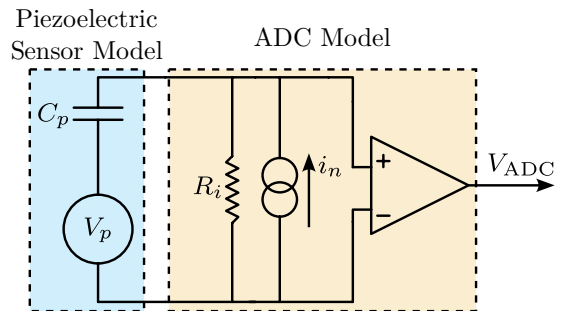 Piezoelectric
Sensor Model
ADC Model
C_p
V_p
R_i
i_n
+
−
V_ADC